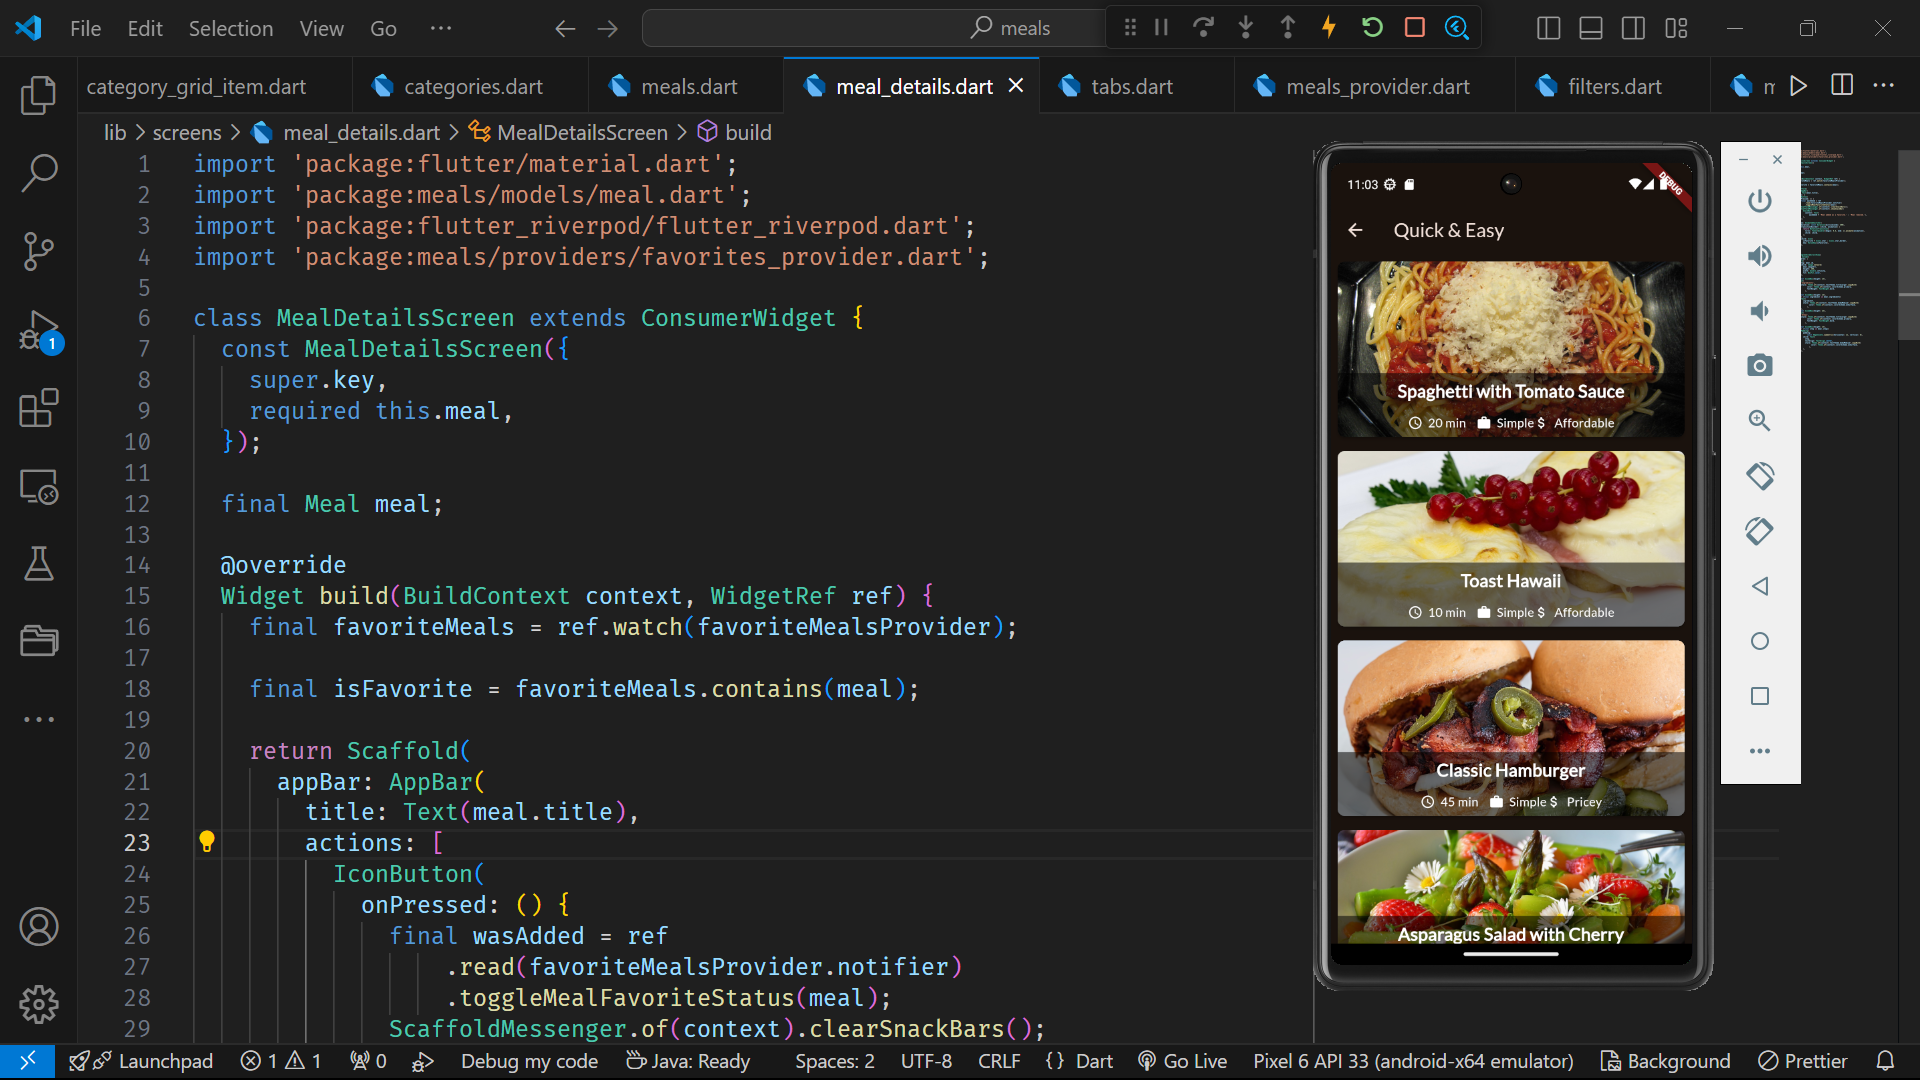 File Edit Selection View Go ···
meals
category_grid_item.dart categories.dart meals.dart meal_details.dart tabs.dart meals_provider.dart filters.dart
lib > screens > meal_details.dart > MealDetailsScreen > build
1 import 'package:flutter/material.dart';
2 import 'package:meals/models/meal.dart';
3 import 'package:flutter_riverpod/flutter_riverpod.dart';
4 import 'package:meals/providers/favorites_provider.dart';
5
6 class MealDetailsScreen extends ConsumerWidget {
7 const MealDetailsScreen({
8 super.key,
9 required this.meal,
10 });
11
12 final Meal meal;
13
14 @override
15 Widget build(BuildContext context, WidgetRef ref) {
16 final favoriteMeals = ref.watch(favoriteMealsProvider);
17
18 final isFavorite = favoriteMeals.contains(meal);
19
20 return Scaffold(
21 appBar: AppBar(
22 title: Text(meal.title),
23 actions: [
24 IconButton(
25 onPressed: () {
26 final wasAdded = ref
27 .read(favoriteMealsProvider.notifier)
28 .toggleMealFavoriteStatus(meal);
29 ScaffoldMessenger.of(context).clearSnackBars();
1
11:03
DEBUG
Quick & Easy
Spaghetti with Tomato Sauce
20 min Simple $ Affordable
Toast Hawaii
10 min Simple $ Affordable
Classic Hamburger
45 min Simple $ Pricey
Asparagus Salad with Cherry
Launchpad 1 1 0 Debug my code Java: Ready Spaces: 2 UTF-8 CRLF {} Dart Go Live Pixel 6 API 33 (android-x64 emulator) Background Prettier